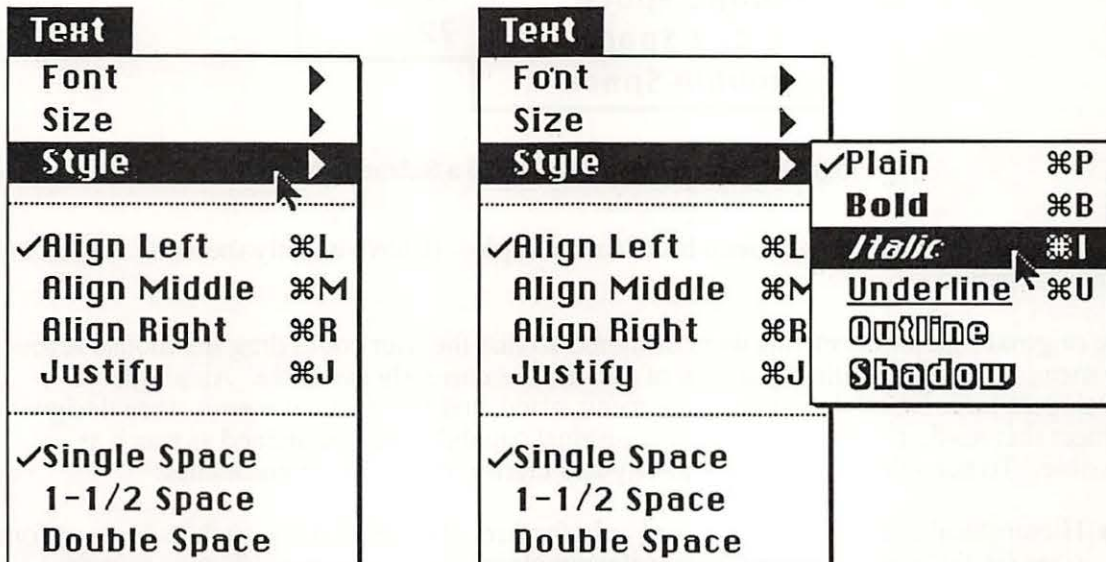 Text
Font
Size
Style
✓Align Left ⌘L
Align Middle ⌘M
Align Right ⌘R
Justify ⌘J
✓Single Space
1-1/2 Space
Double Space
Text
Font
Size
Style
✓Align Left ⌘L
Align Middle ⌘M
Align Right ⌘R
Justify ⌘J
✓Single Space
1-1/2 Space
Double Space
✓Plain ⌘P
Bold ⌘B
Italic ⌘I
Underline ⌘U
Outline
Shadow